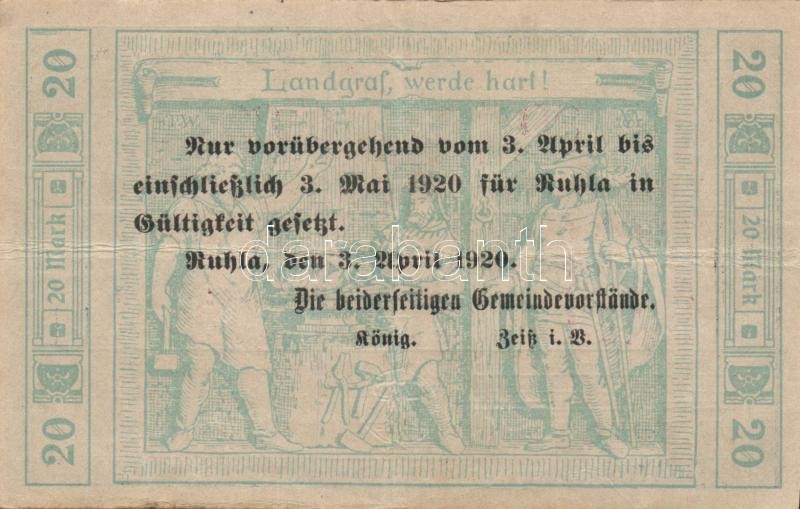 20
20
Landgraf, werde hart!
Nur vorübergehend vom 3. April bis
einschließlich 3. Mai 1920 für Ruhla in
Gültigkeit gesetzt.
Ruhla, den 3. April 1920.
Die beiderseitigen Gemeindevorstände.
König. Zeiß i. V.
20 Mark
20 Mark
20
20
darabanth